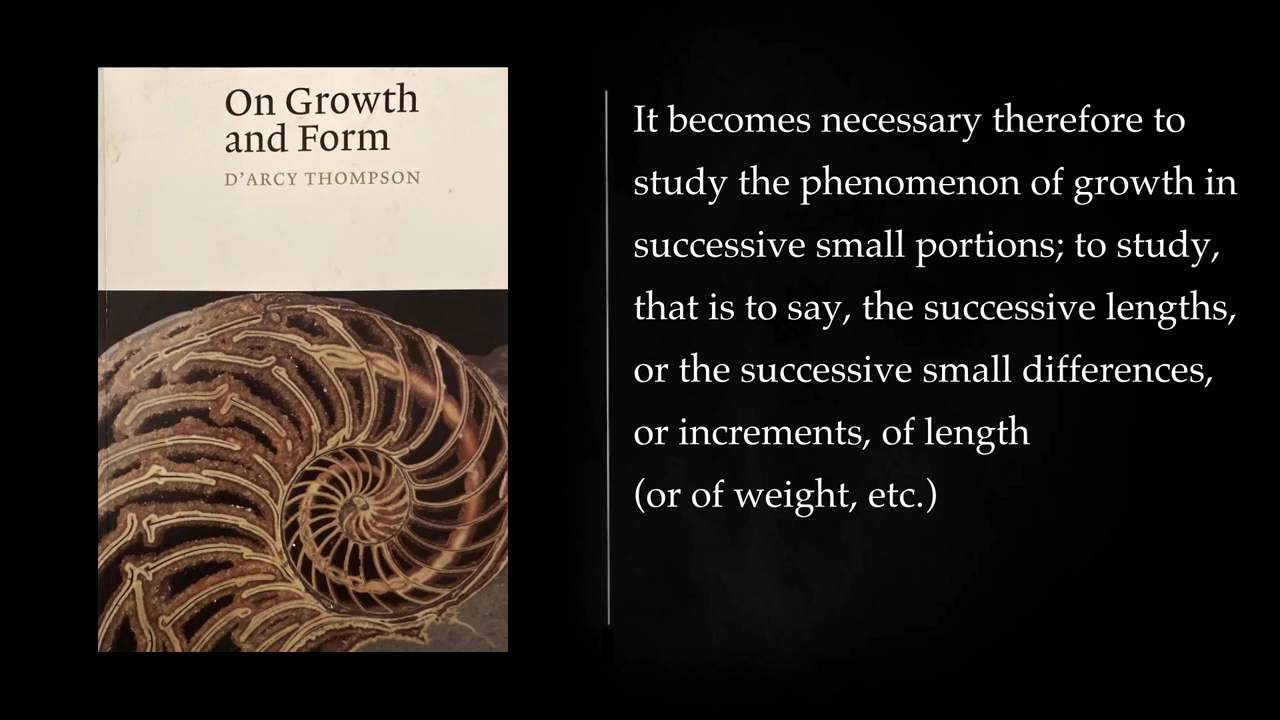 On Growth
and Form
D'ARCY THOMPSON
It becomes necessary therefore to
study the phenomenon of growth in
successive small portions; to study,
that is to say, the successive lengths,
or the successive small differences,
or increments, of length
(or of weight, etc.)